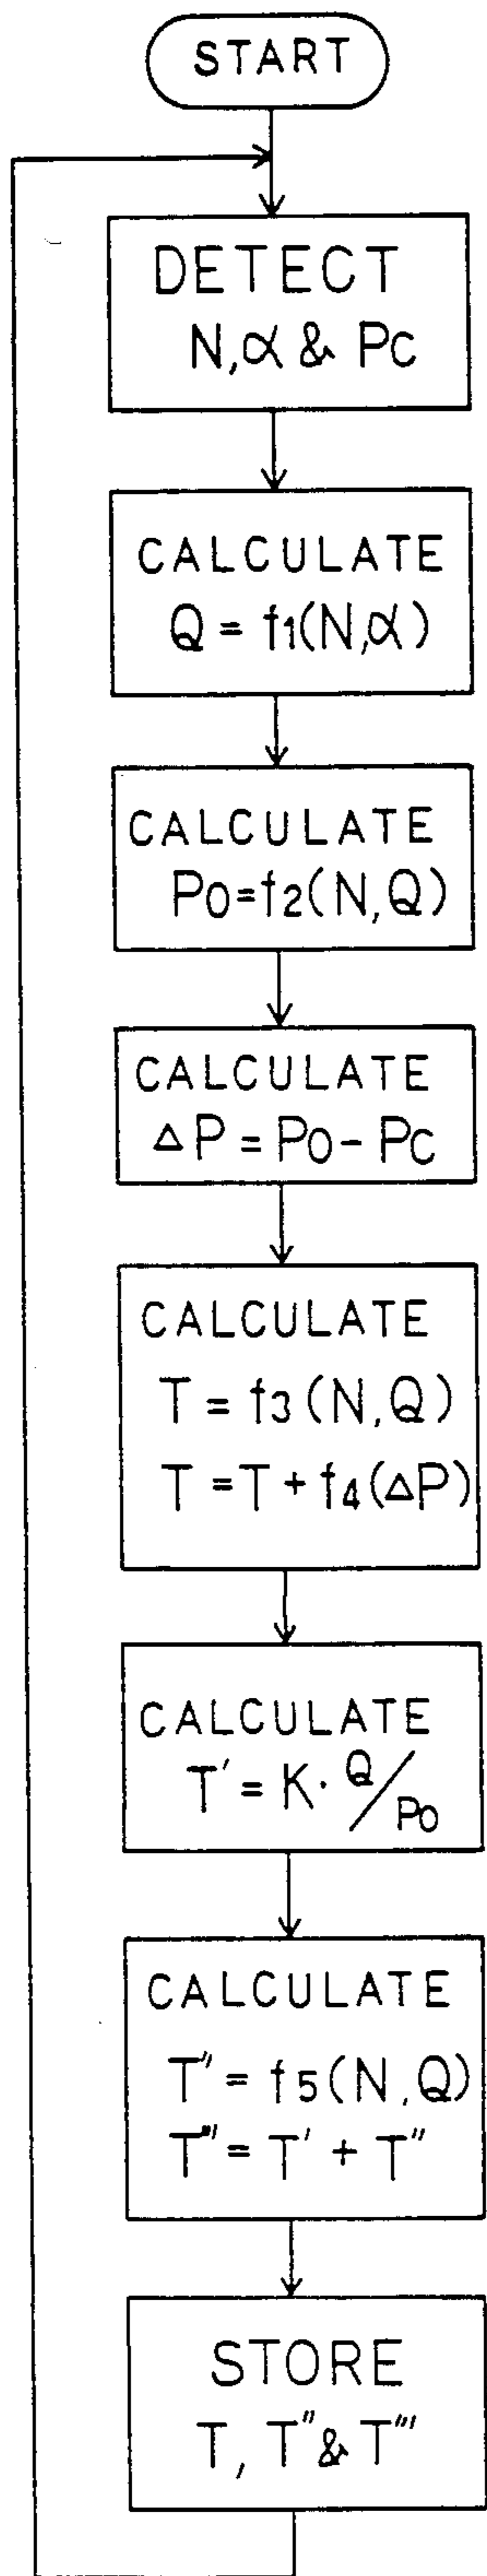 START
DETECT
N,α & Pc
CALCULATE
Q = f1(N,α)
CALCULATE
Po=f2(N,Q)
CALCULATE
ΔP = Po - Pc
CALCULATE
T = f3(N,Q)
T = T + f4(ΔP)
CALCULATE
T' = K·Q/Po
CALCULATE
T" = f5(N,Q)
T"' = T' + T"
STORE
T, T" & T"'